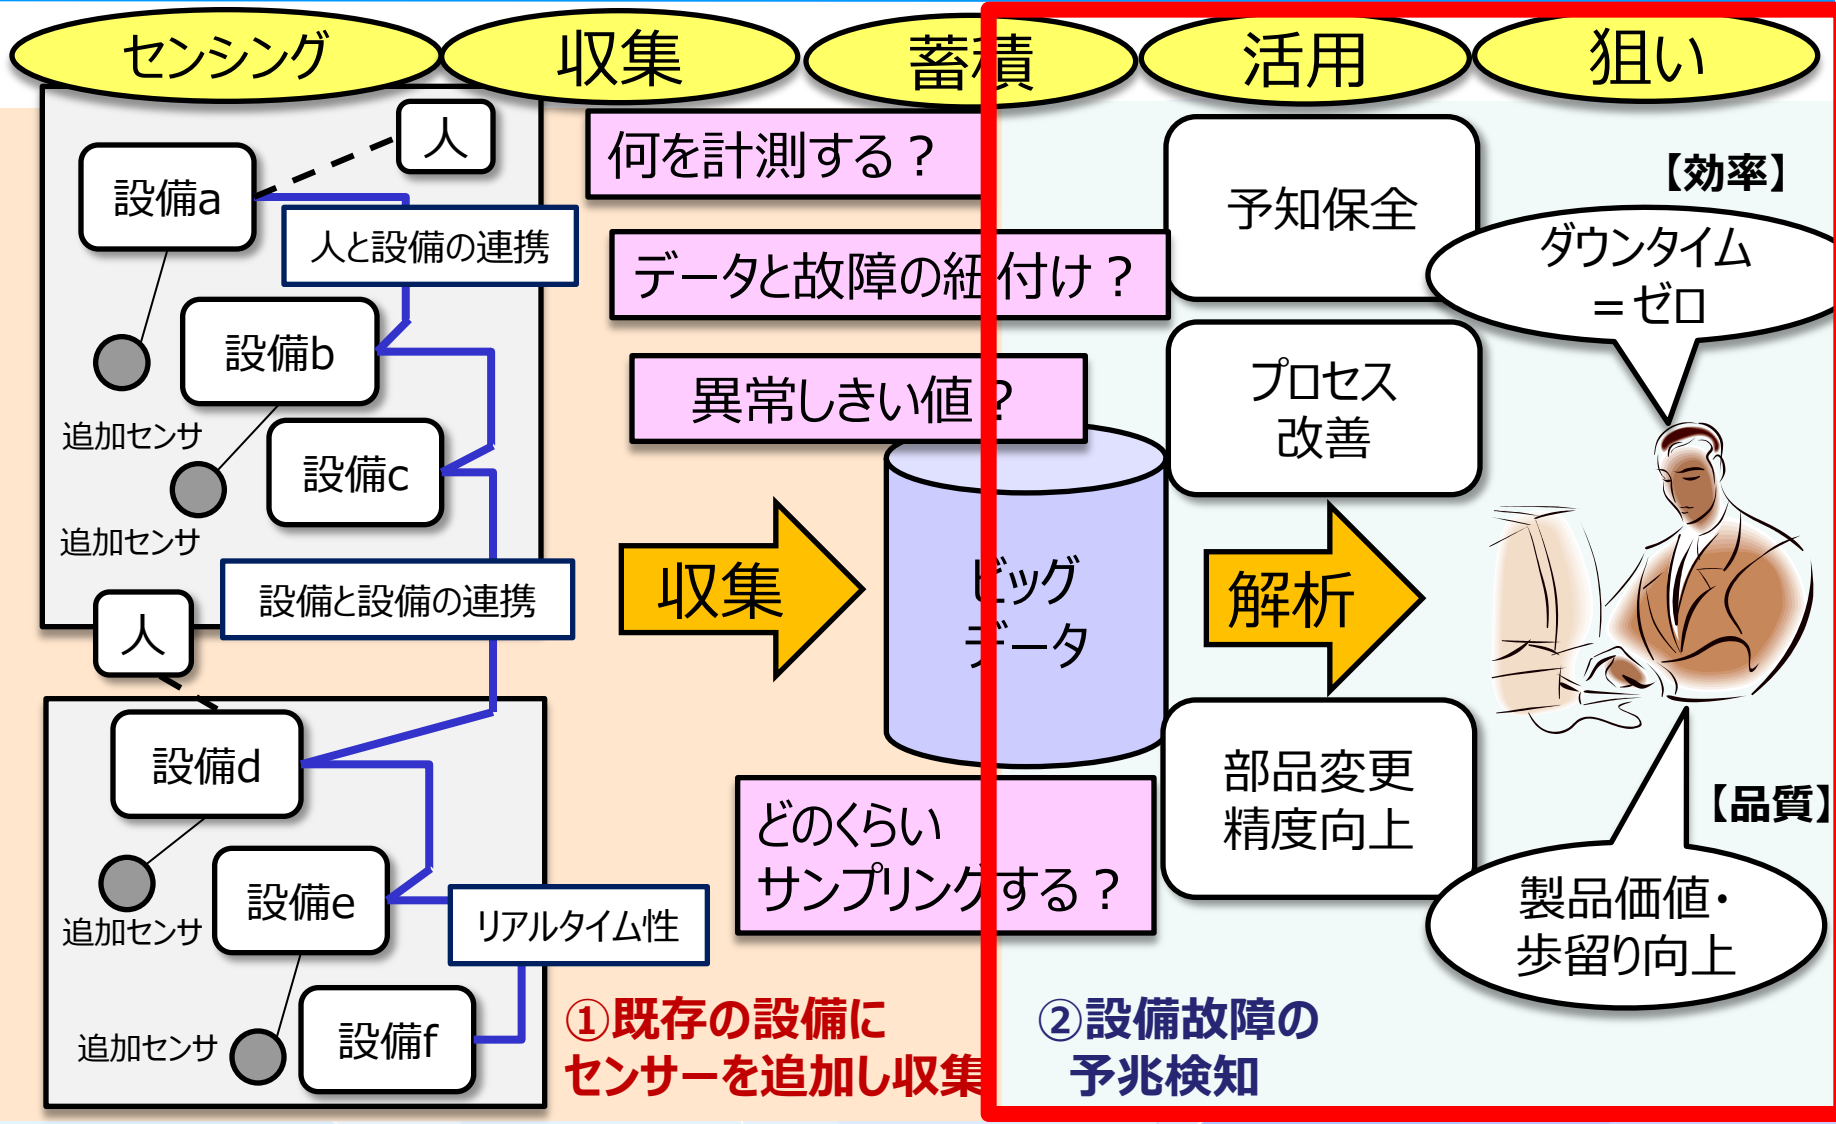 センシング
収集
蓄積
活用
狙い
人
設備a
人と設備の連携
設備b
追加センサ
設備c
追加センサ
設備と設備の連携
人
設備d
追加センサ
設備e
リアルタイム性
設備f
追加センサ
何を計測する？
データと故障の紐付け？
異常しきい値？
収集
ビッグ
データ
どのくらい
サンプリングする？
①既存の設備に
センサーを追加し収集
予知保全
プロセス
改善
解析
部品変更
精度向上
②設備故障の
予兆検知
【効率】
ダウンタイム
＝ゼロ
【品質】
製品価値・
歩留り向上